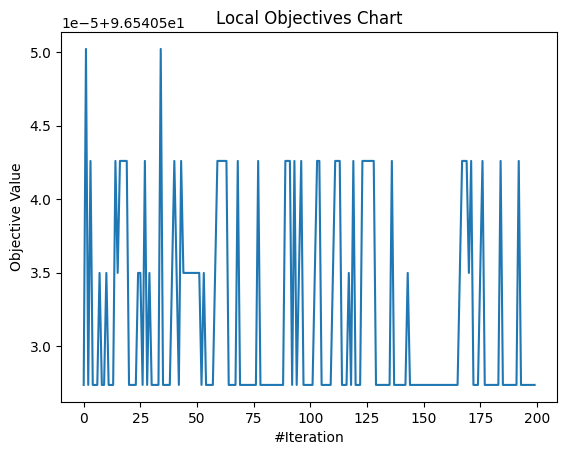 Local Objectives Chart
1e−5+9.65405e1
5.0
4.5
4.0
3.5
3.0
Objective Value
0 25 50 75 100 125 150 175 200
#Iteration